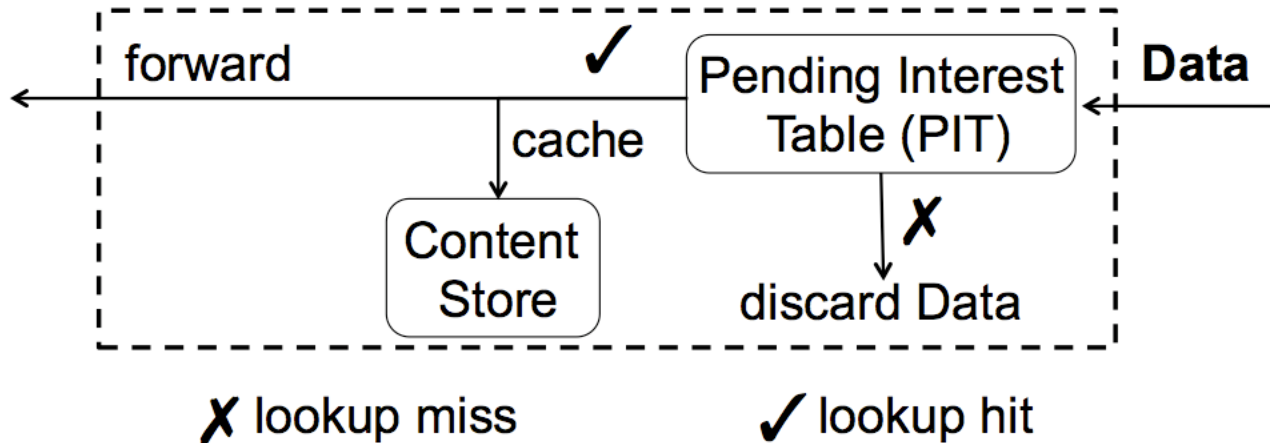 forward
✓
Pending Interest
Table (PIT)
Data
cache
Content
Store
✗
discard Data
✗ lookup miss
✓ lookup hit